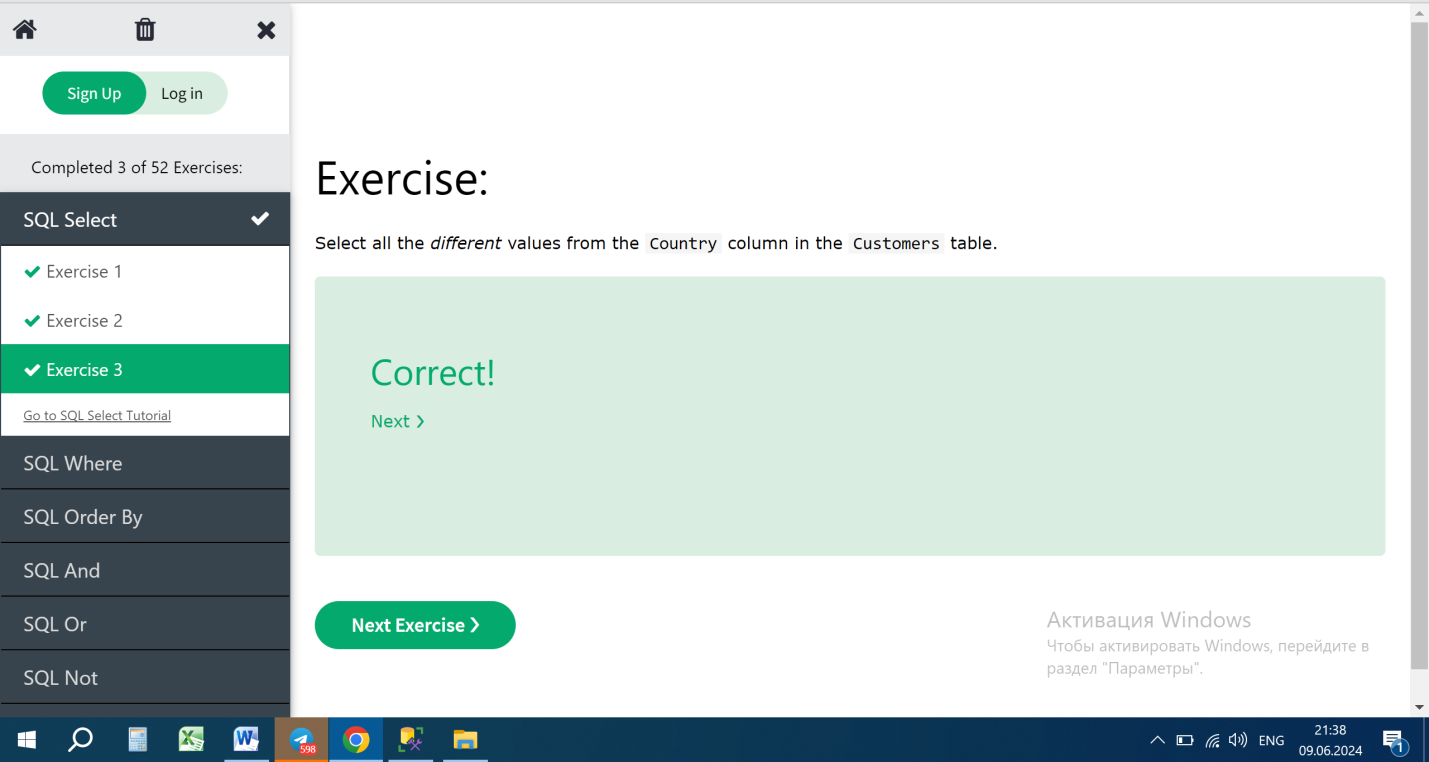 Sign Up Log in
Completed 3 of 52 Exercises:
SQL Select
Exercise 1
Exercise 2
Exercise 3
Go to SQL Select Tutorial
SQL Where
SQL Order By
SQL And
SQL Or
SQL Not
Exercise:
Select all the different values from the Country column in the Customers table.
Correct!
Next ❯
Next Exercise ❯
Активация Windows
Чтобы активировать Windows, перейдите в
раздел "Параметры".
598
ENG
21:38
09.06.2024
1